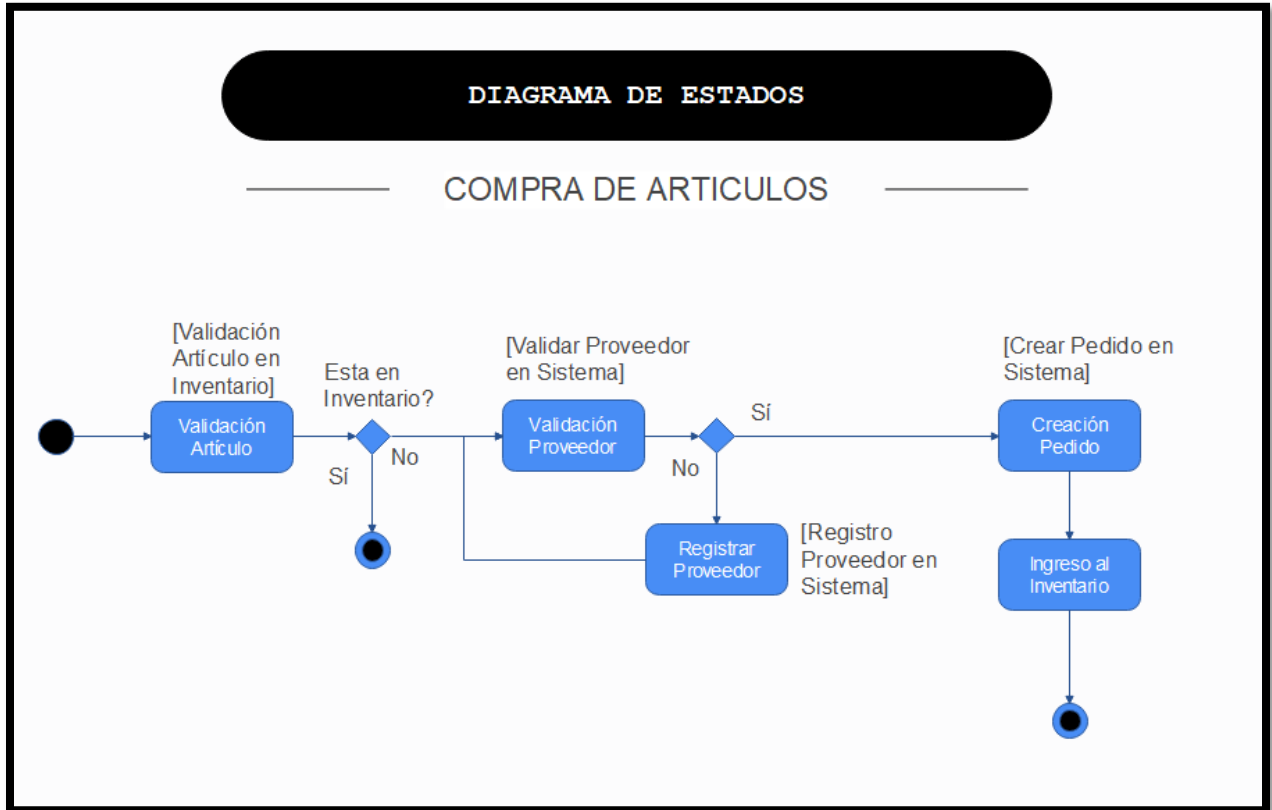 DIAGRAMA DE ESTADOS
COMPRA DE ARTICULOS
[Validación
Artículo en
Inventario]
Validación
Artículo
Esta en
Inventario?
Sí
No
[Validar Proveedor
en Sistema]
Validación
Proveedor
Sí
No
Registrar
Proveedor
[Registro
Proveedor en
Sistema]
[Crear Pedido en
Sistema]
Creación
Pedido
Ingreso al
Inventario